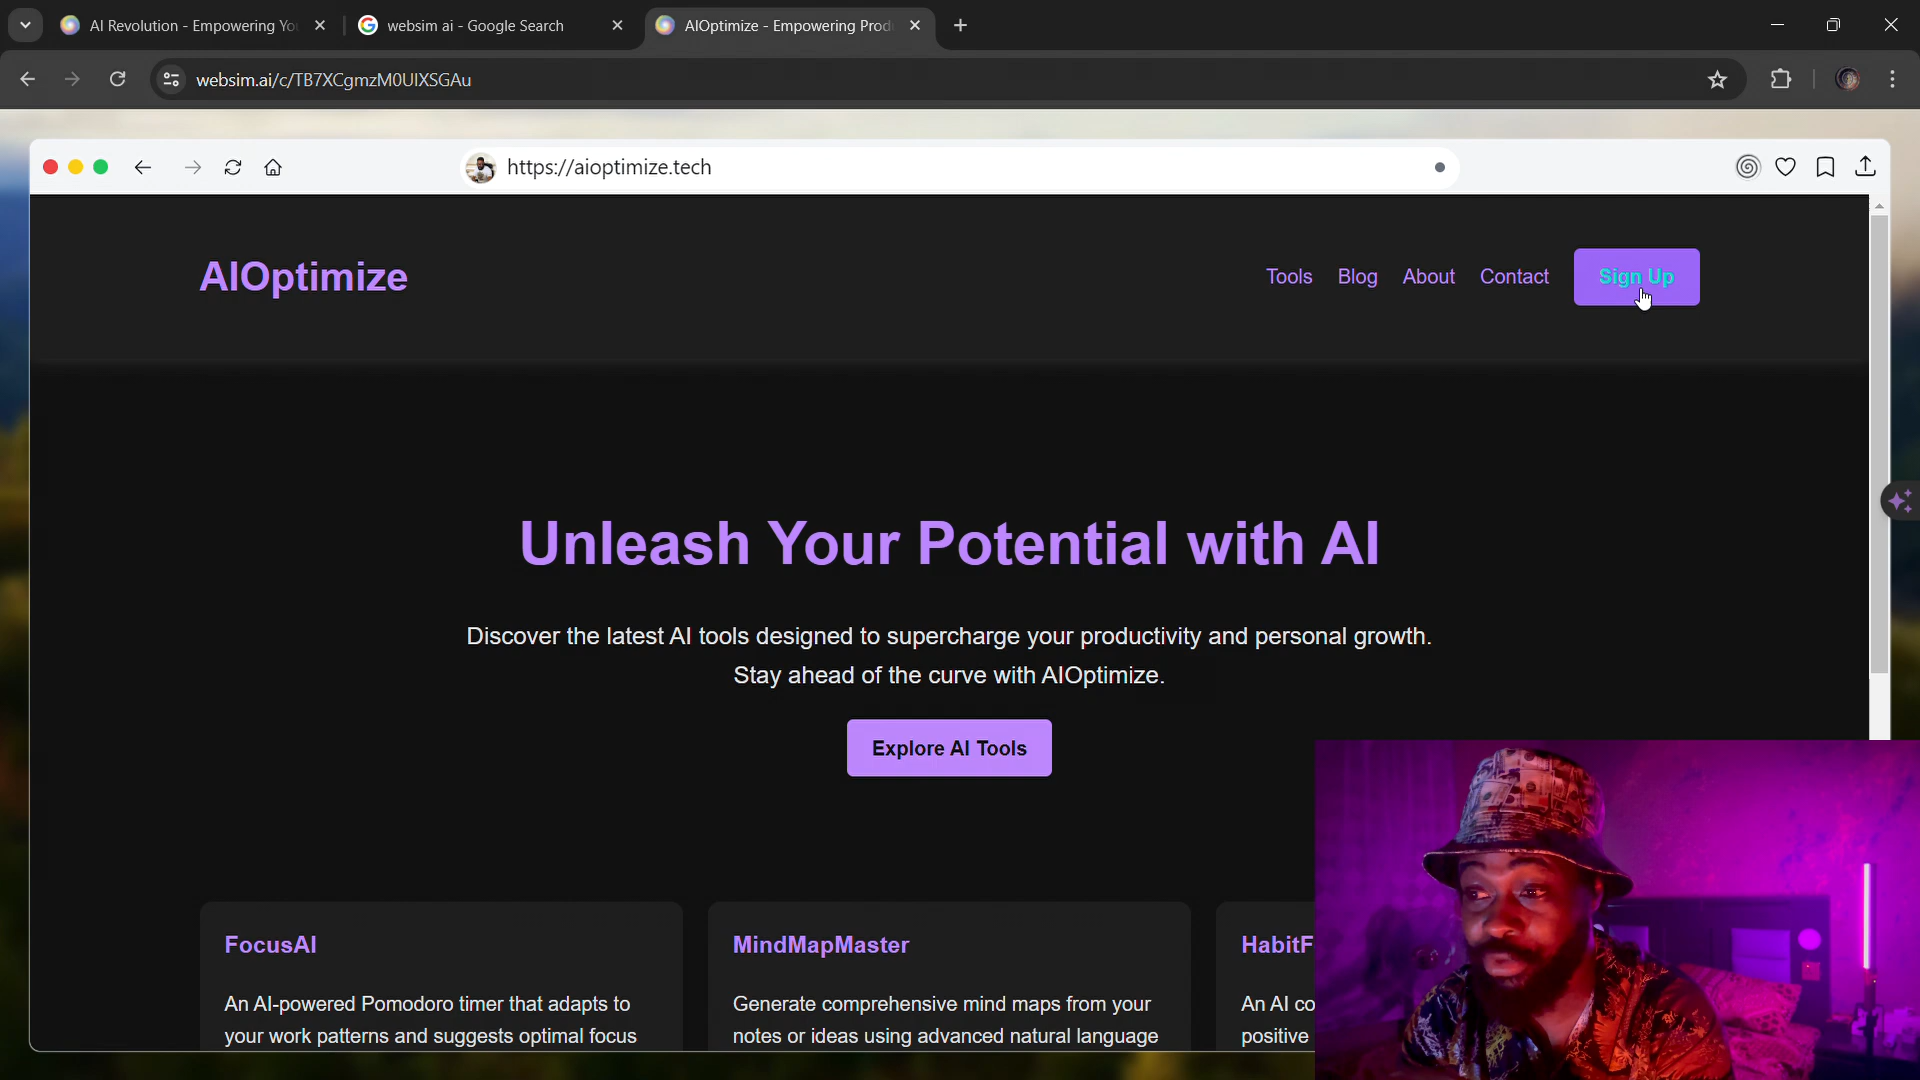 AI Revolution - Empowering Yo
websim ai - Google Search
AIOptimize - Empowering Prod
websim.ai/c/TB7XCgmzM0UIXSGAu
https://aioptimize.tech
AIOptimize
Tools
Blog
About
Contact
Sign Up
Unleash Your Potential with AI
Discover the latest AI tools designed to supercharge your productivity and personal growth.
Stay ahead of the curve with AIOptimize.
Explore AI Tools
FocusAI
An AI-powered Pomodoro timer that adapts to
your work patterns and suggests optimal focus
MindMapMaster
Generate comprehensive mind maps from your
notes or ideas using advanced natural language
HabitF
An AI co
positive